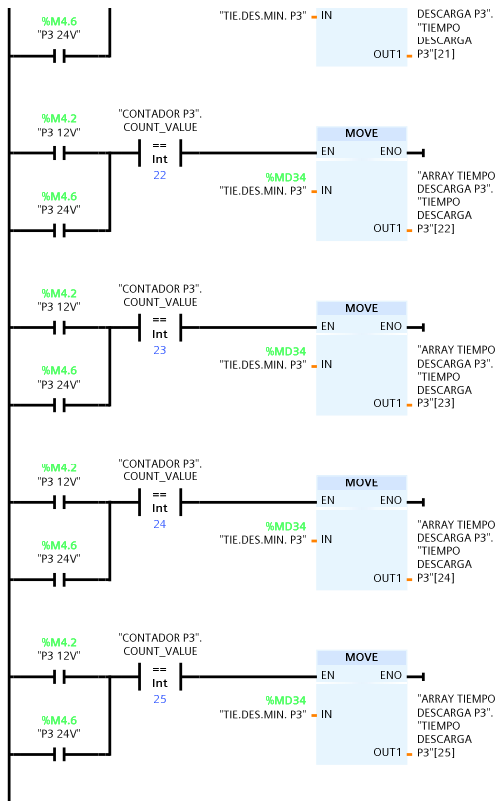 %M4.6
"P3 24V"
"TIE.DES.MIN. P3"
IN
OUT1
DESCARGA P3".
"TIEMPO
DESCARGA
P3"[21]
%M4.2
"P3 12V"
"CONTADOR P3".
COUNT_VALUE
==
Int
22
MOVE
EN
ENO
%M4.6
"P3 24V"
%MD34
"TIE.DES.MIN. P3"
IN
OUT1
"ARRAY TIEMPO
DESCARGA P3".
"TIEMPO
DESCARGA
P3"[22]
%M4.2
"P3 12V"
"CONTADOR P3".
COUNT_VALUE
==
Int
23
MOVE
EN
ENO
%M4.6
"P3 24V"
%MD34
"TIE.DES.MIN. P3"
IN
OUT1
"ARRAY TIEMPO
DESCARGA P3".
"TIEMPO
DESCARGA
P3"[23]
%M4.2
"P3 12V"
"CONTADOR P3".
COUNT_VALUE
==
Int
24
MOVE
EN
ENO
%M4.6
"P3 24V"
%MD34
"TIE.DES.MIN. P3"
IN
OUT1
"ARRAY TIEMPO
DESCARGA P3".
"TIEMPO
DESCARGA
P3"[24]
%M4.2
"P3 12V"
"CONTADOR P3".
COUNT_VALUE
==
Int
25
MOVE
EN
ENO
%M4.6
"P3 24V"
%MD34
"TIE.DES.MIN. P3"
IN
OUT1
"ARRAY TIEMPO
DESCARGA P3".
"TIEMPO
DESCARGA
P3"[25]